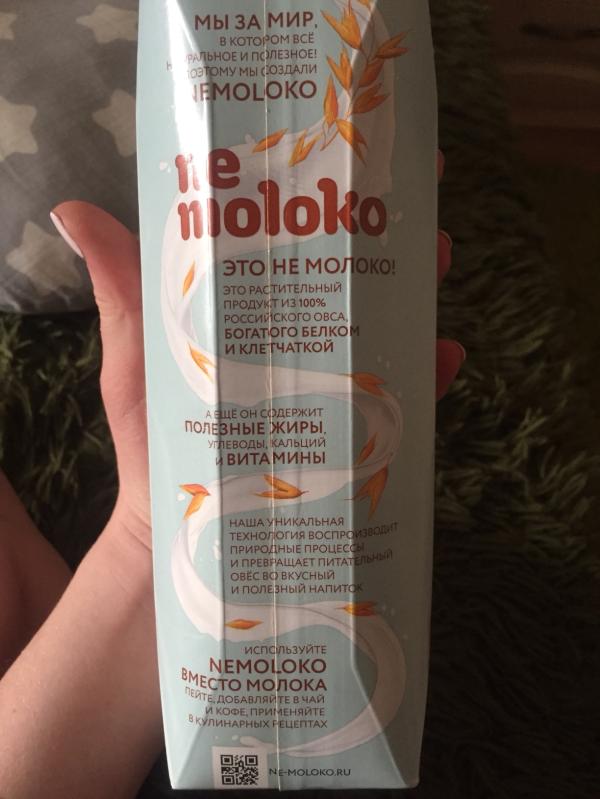 МЫ ЗА МИР,
В КОТОРОМ ВСЁ
НАТУРАЛЬНОЕ И ПОЛЕЗНОЕ!
ПОЭТОМУ МЫ СОЗДАЛИ
NEMOLOKO
ne
moloko
ЭТО НЕ МОЛОКО!
ЭТО РАСТИТЕЛЬНЫЙ
ПРОДУКТ ИЗ 100%
РОССИЙСКОГО ОВСА,
БОГАТОГО БЕЛКОМ
И КЛЕТЧАТКОЙ
А ЕЩЁ ОН СОДЕРЖИТ
ПОЛЕЗНЫЕ ЖИРЫ,
УГЛЕВОДЫ, КАЛЬЦИЙ
И ВИТАМИНЫ
НАША УНИКАЛЬНАЯ
ТЕХНОЛОГИЯ ВОСПРОИЗВОДИТ
ПРИРОДНЫЕ ПРОЦЕССЫ
И ПРЕВРАЩАЕТ ПИТАТЕЛЬНЫЙ
ОВЁС ВО ВКУСНЫЙ
И ПОЛЕЗНЫЙ НАПИТОК
ИСПОЛЬЗУЙТЕ
NEMOLOKO
ВМЕСТО МОЛОКА
ПЕЙТЕ, ДОБАВЛЯЙТЕ В ЧАЙ
И КОФЕ, ПРИМЕНЯЙТЕ
В КУЛИНАРНЫХ РЕЦЕПТАХ
NE-MOLOKO.RU